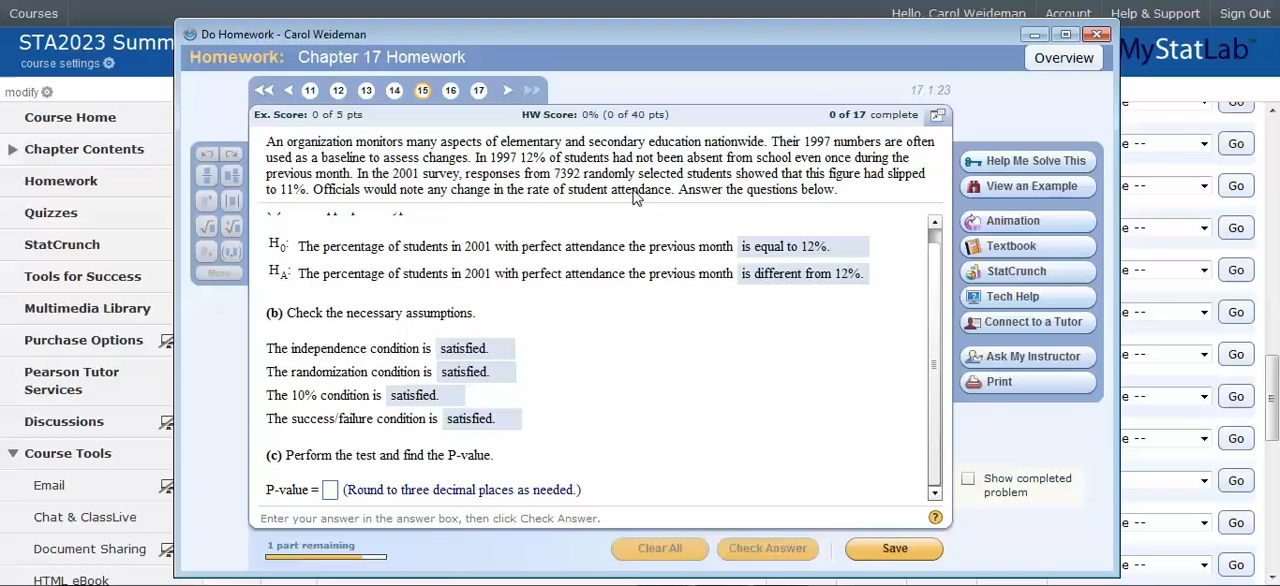 Courses
Hello, Carol Weideman
Account
Help & Support
Sign Out
STA2023 Summ
course settings
MyStatLab
modify
Course Home
Chapter Contents
Homework
Quizzes
StatCrunch
Tools for Success
Multimedia Library
Purchase Options
Pearson Tutor
Services
Discussions
Course Tools
Email
Chat & ClassLive
Document Sharing
HTML eBook
Do Homework - Carol Weideman
Homework: Chapter 17 Homework
Overview
11 12 13 14 15 16 17
17.1.23
Ex. Score: 0 of 5 pts
HW Score: 0% (0 of 40 pts)
0 of 17 complete
An organization monitors many aspects of elementary and secondary education nationwide. Their 1997 numbers are often
used as a baseline to assess changes. In 1997 12% of students had not been absent from school even once during the
previous month. In the 2001 survey, responses from 7392 randomly selected students showed that this figure had slipped
to 11%. Officials would note any change in the rate of student attendance. Answer the questions below.
H0: The percentage of students in 2001 with perfect attendance the previous month is equal to 12%.
HA: The percentage of students in 2001 with perfect attendance the previous month is different from 12%.
(b) Check the necessary assumptions.
The independence condition is satisfied.
The randomization condition is satisfied.
The 10% condition is satisfied.
The success/failure condition is satisfied.
(c) Perform the test and find the P-value.
P-value = (Round to three decimal places as needed.)
Enter your answer in the answer box, then click Check Answer.
?
1 part remaining
Clear All
Check Answer
Save
More
Help Me Solve This
View an Example
Animation
Textbook
StatCrunch
Tech Help
Connect to a Tutor
Ask My Instructor
Print
Show completed
problem
Go
e -- Go
e -- Go
e -- Go
e -- Go
e -- Go
e -- Go
e -- Go
e -- Go
e -- Go
e -- Go
e -- Go